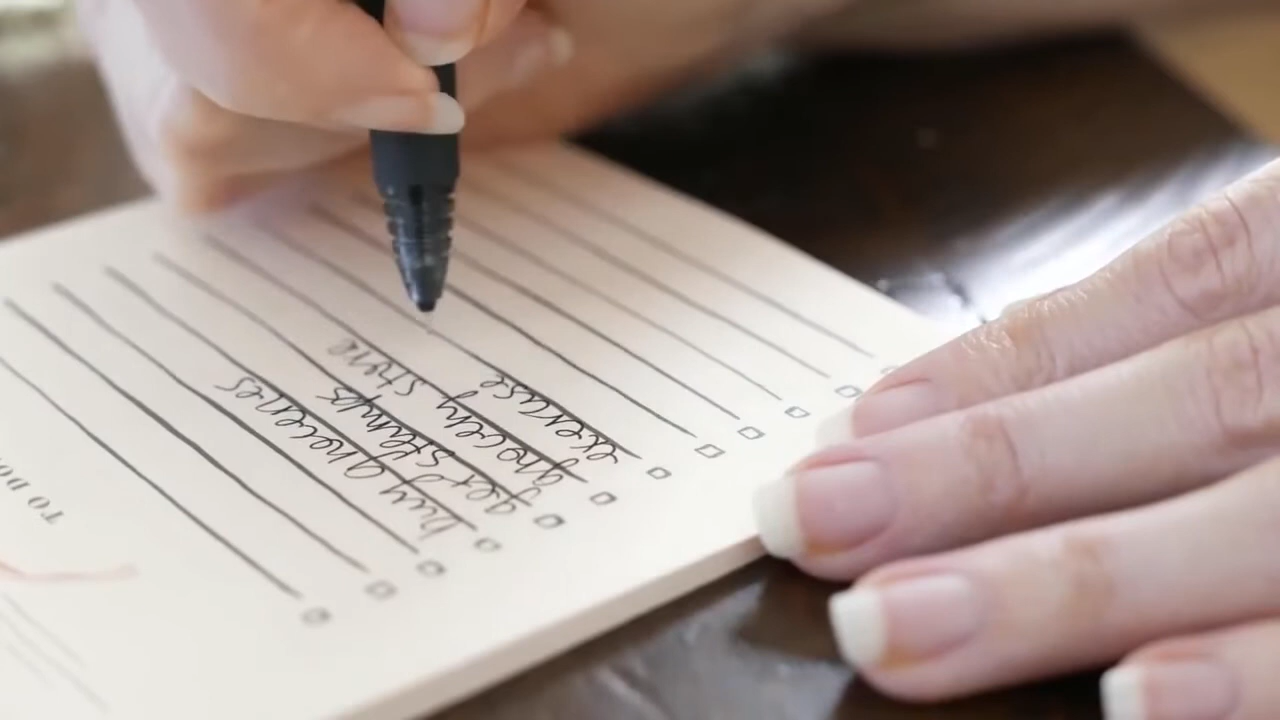 TO DO
buy groceries
get stamps
grocery store
exercise